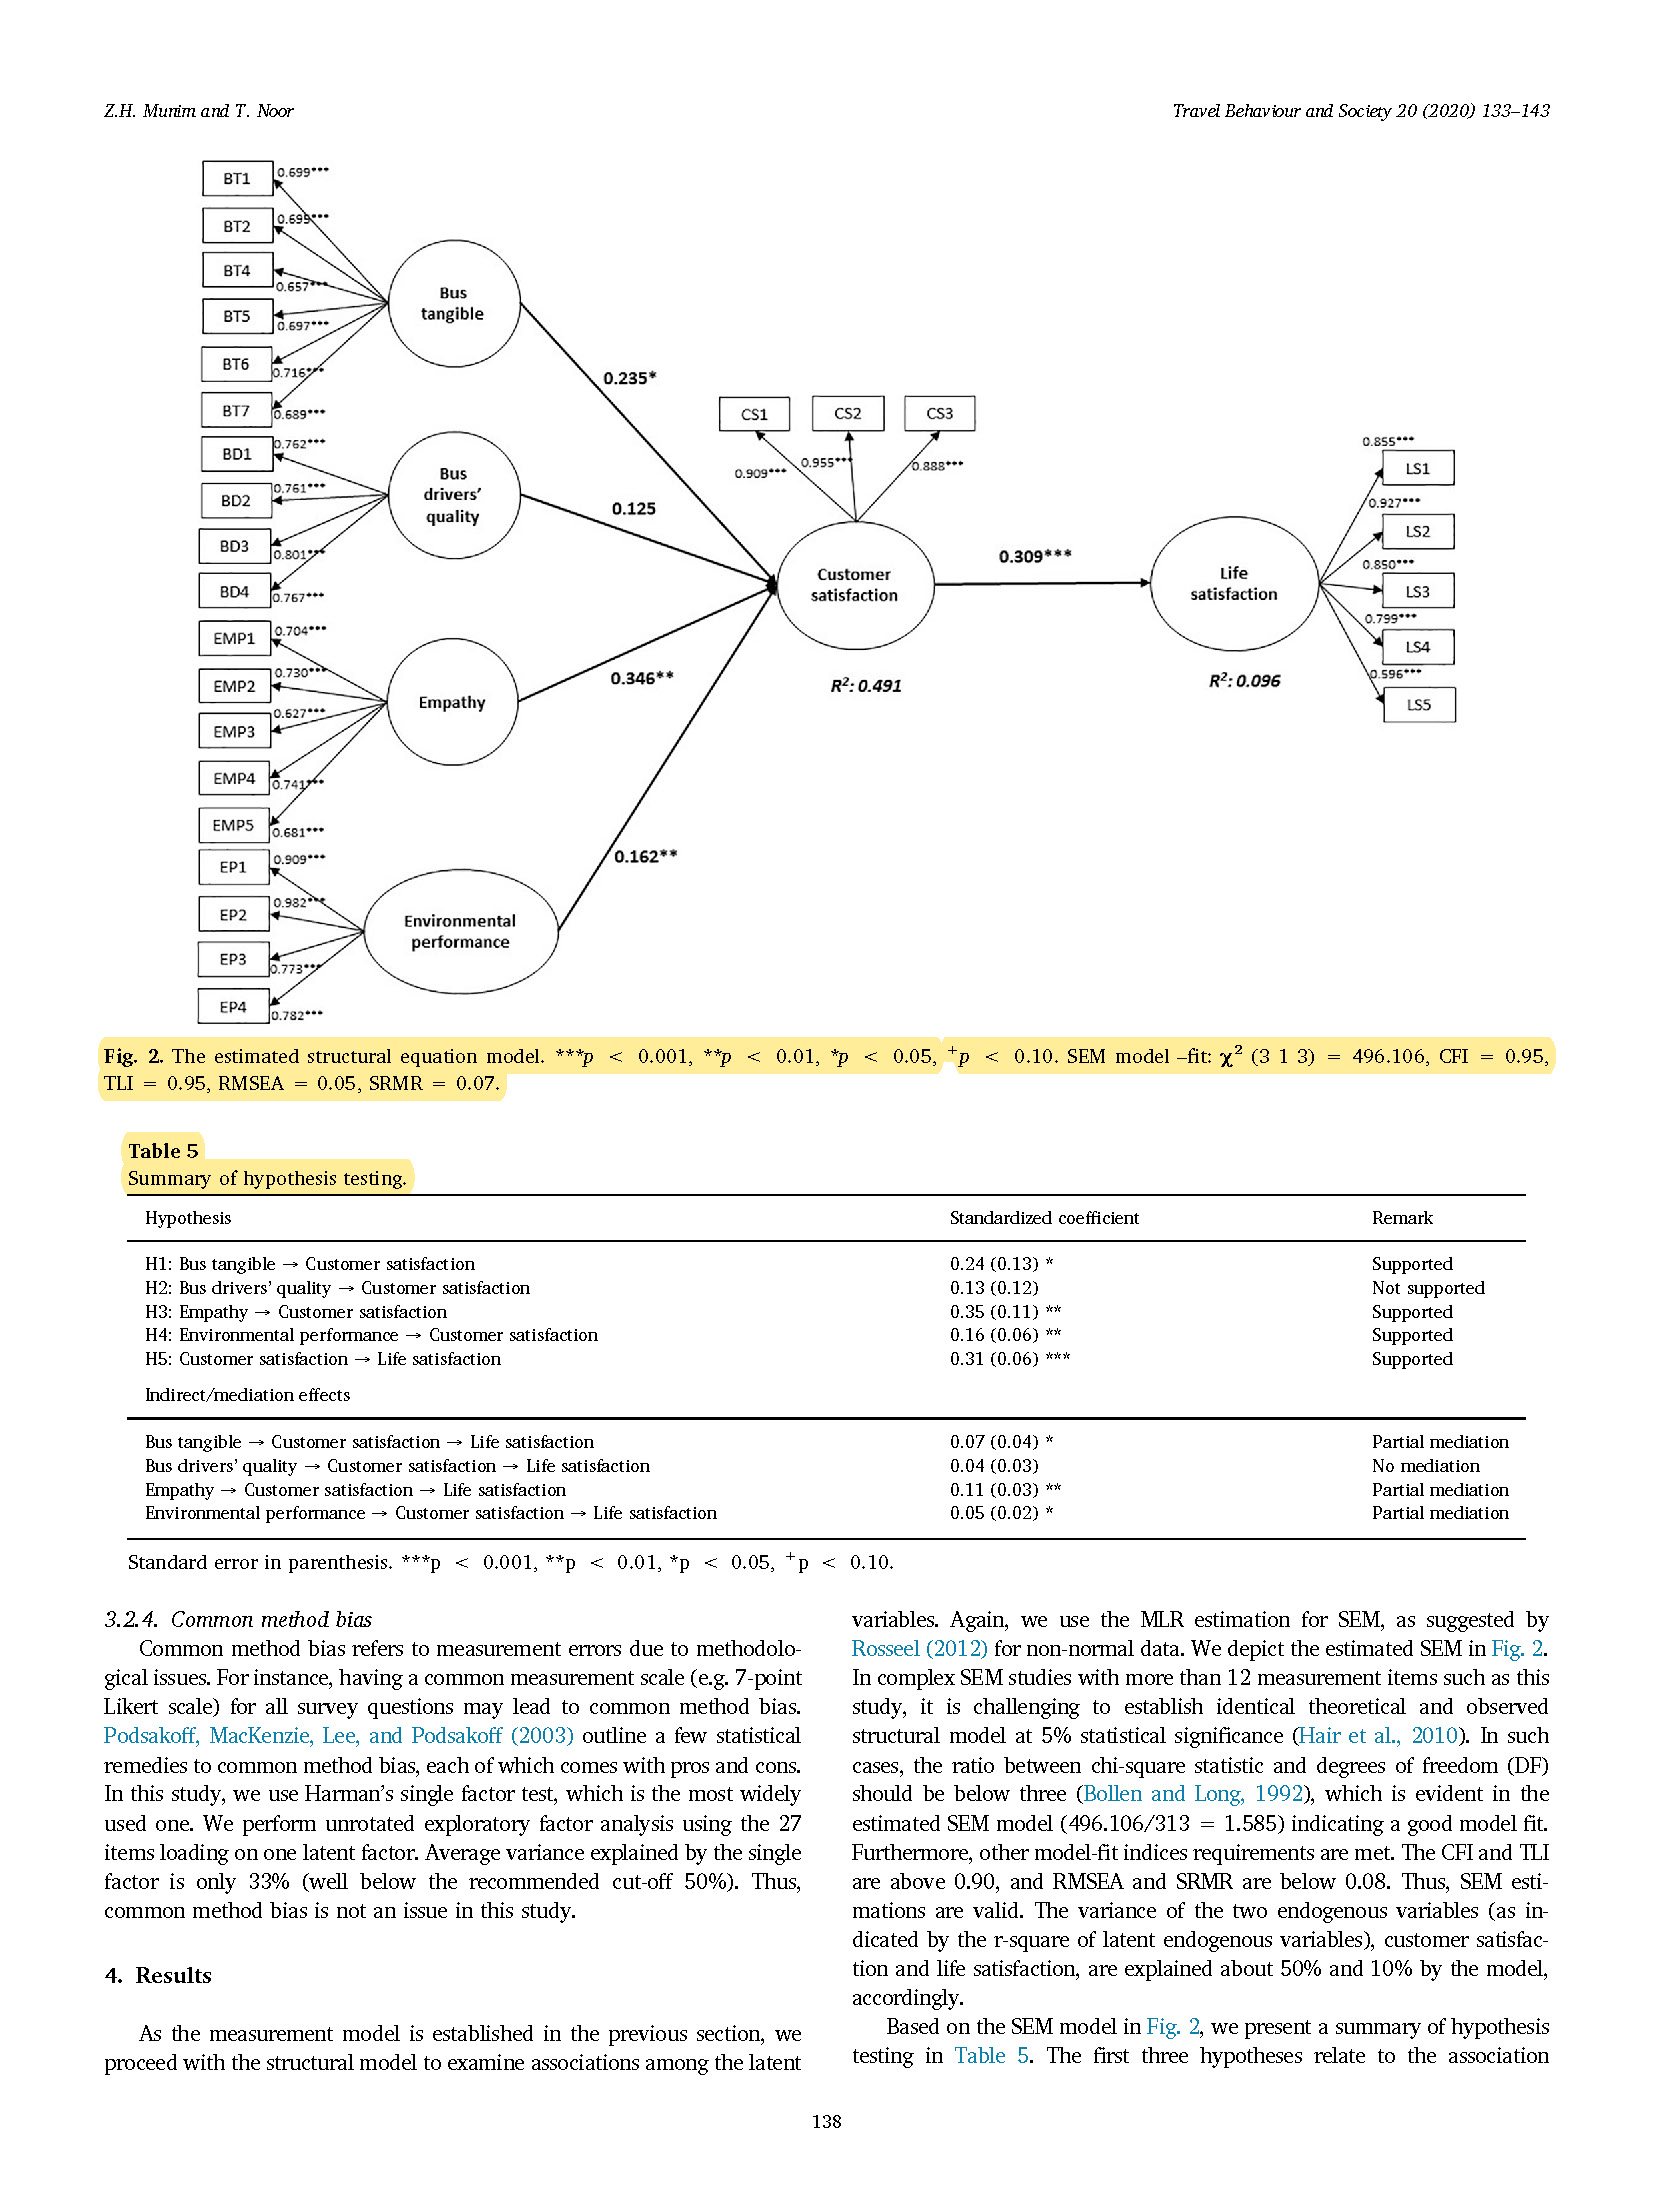 Z.H. Munim and T. Noor
Travel Behaviour and Society 20 (2020) 133–143
BT1
0.699***
BT2
0.695***
BT4
0.657***
BT5
0.697***
BT6
0.716***
BT7
0.689***
Bus
tangible
BD1
0.762***
BD2
0.761***
BD3
0.801***
BD4
0.767***
Bus
drivers’
quality
EMP1
0.704***
EMP2
0.730***
EMP3
0.627***
EMP4
0.741***
EMP5
0.681***
Empathy
EP1
0.909***
EP2
0.982***
EP3
0.773***
EP4
0.782***
Environmental
performance
0.235*
0.125
0.346**
0.162**
CS1
CS2
CS3
0.909***
0.955***
0.888***
Customer
satisfaction
R²: 0.491
0.309***
Life
satisfaction
R²: 0.096
0.855***
LS1
0.927***
LS2
0.850***
LS3
0.799***
LS4
0.596***
LS5
Fig. 2. The estimated structural equation model. ***p < 0.001, **p < 0.01, *p < 0.05, ⁺p < 0.10. SEM model –fit: χ² (3 1 3) = 496.106, CFI = 0.95,
TLI = 0.95, RMSEA = 0.05, SRMR = 0.07.
Table 5
Summary of hypothesis testing.
Hypothesis Standardized coefficient Remark
H1: Bus tangible → Customer satisfaction 0.24 (0.13) * Supported
H2: Bus drivers’ quality → Customer satisfaction 0.13 (0.12) Not supported
H3: Empathy → Customer satisfaction 0.35 (0.11) ** Supported
H4: Environmental performance → Customer satisfaction 0.16 (0.06) ** Supported
H5: Customer satisfaction → Life satisfaction 0.31 (0.06) *** Supported
Indirect/mediation effects
Bus tangible → Customer satisfaction → Life satisfaction 0.07 (0.04) * Partial mediation
Bus drivers’ quality → Customer satisfaction → Life satisfaction 0.04 (0.03) No mediation
Empathy → Customer satisfaction → Life satisfaction 0.11 (0.03) ** Partial mediation
Environmental performance → Customer satisfaction → Life satisfaction 0.05 (0.02) * Partial mediation
Standard error in parenthesis. ***p < 0.001, **p < 0.01, *p < 0.05, ⁺p < 0.10.
3.2.4. Common method bias
Common method bias refers to measurement errors due to methodolo-
gical issues. For instance, having a common measurement scale (e.g. 7-point
Likert scale) for all survey questions may lead to common method bias.
Podsakoff, MacKenzie, Lee, and Podsakoff (2003) outline a few statistical
remedies to common method bias, each of which comes with pros and cons.
In this study, we use Harman’s single factor test, which is the most widely
used one. We perform unrotated exploratory factor analysis using the 27
items loading on one latent factor. Average variance explained by the single
factor is only 33% (well below the recommended cut-off 50%). Thus,
common method bias is not an issue in this study.
4. Results
As the measurement model is established in the previous section, we
proceed with the structural model to examine associations among the latent
variables. Again, we use the MLR estimation for SEM, as suggested by
Rosseel (2012) for non-normal data. We depict the estimated SEM in Fig. 2.
In complex SEM studies with more than 12 measurement items such as this
study, it is challenging to establish identical theoretical and observed
structural model at 5% statistical significance (Hair et al., 2010). In such
cases, the ratio between chi-square statistic and degrees of freedom (DF)
should be below three (Bollen and Long, 1992), which is evident in the
estimated SEM model (496.106/313 = 1.585) indicating a good model fit.
Furthermore, other model-fit indices requirements are met. The CFI and TLI
are above 0.90, and RMSEA and SRMR are below 0.08. Thus, SEM esti-
mations are valid. The variance of the two endogenous variables (as in-
dicated by the r-square of latent endogenous variables), customer satisfac-
tion and life satisfaction, are explained about 50% and 10% by the model,
accordingly.
Based on the SEM model in Fig. 2, we present a summary of hypothesis
testing in Table 5. The first three hypotheses relate to the association
138